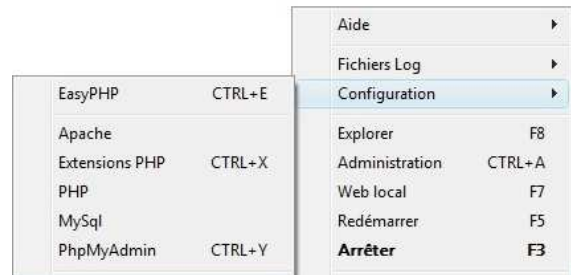 Aide
Fichiers Log
Configuration
Explorer F8
Administration CTRL+A
Web local F7
Redémarrer F5
Arrêter F3
EasyPHP CTRL+E
Apache
Extensions PHP CTRL+X
PHP
MySql
PhpMyAdmin CTRL+Y